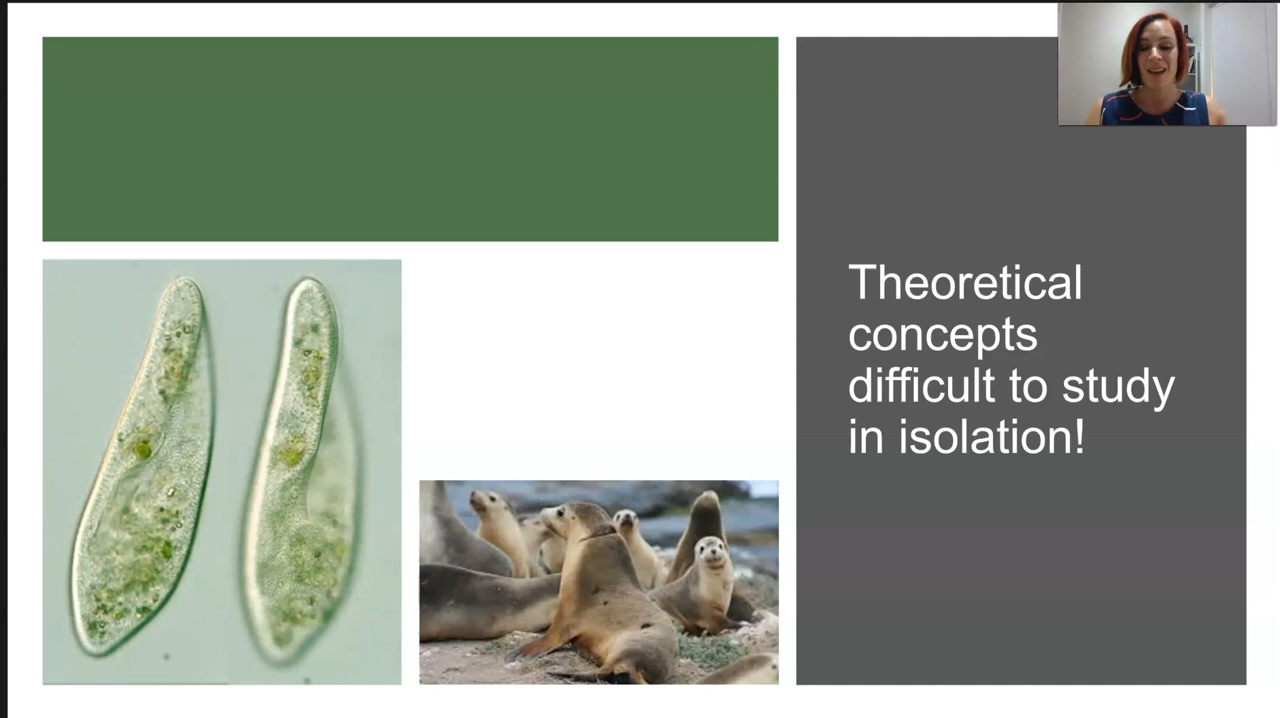 Theoretical
concepts
difficult to study
in isolation!